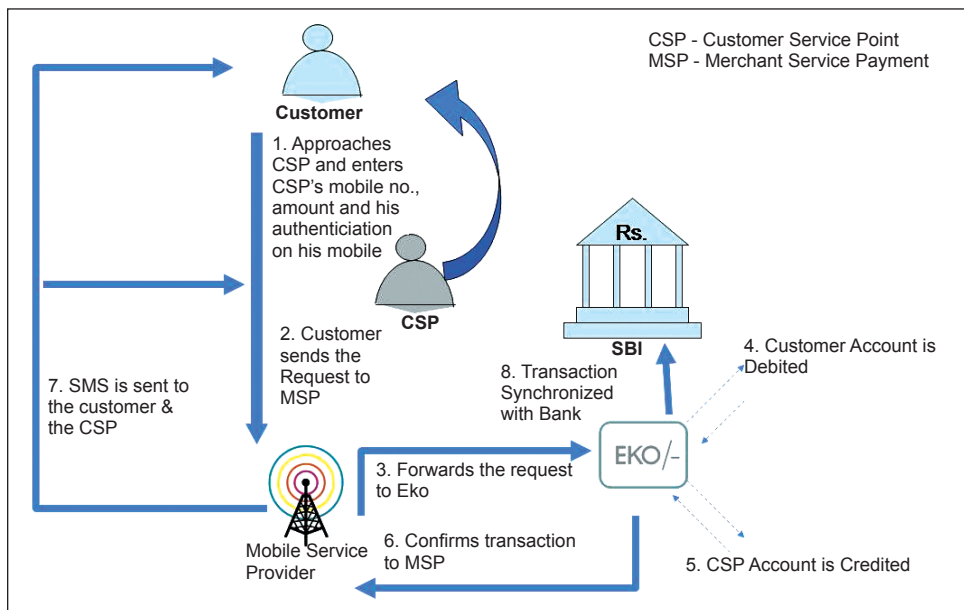 CSP - Customer Service Point
MSP - Merchant Service Payment
Customer
1. Approaches
CSP and enters
CSP's mobile no.,
amount and his
authenticiation
on his mobile
CSP
2. Customer
sends the
Request to
MSP
Rs.
SBI
4. Customer Account is
Debited
7. SMS is sent to
the customer &
the CSP
8. Transaction
Synchronized
with Bank
EKO/-
3. Forwards the request
to Eko
Mobile Service
Provider
6. Confirms transaction
to MSP
5. CSP Account is Credited